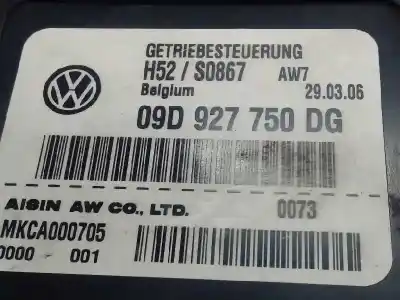 GETRIEBESTEUERUNG
H52 / S0867 AW7
Belgium 29.03.06
09D 927 750 DG
AISIN AW CO., LTD. 0073
MKCA000705
0000 001